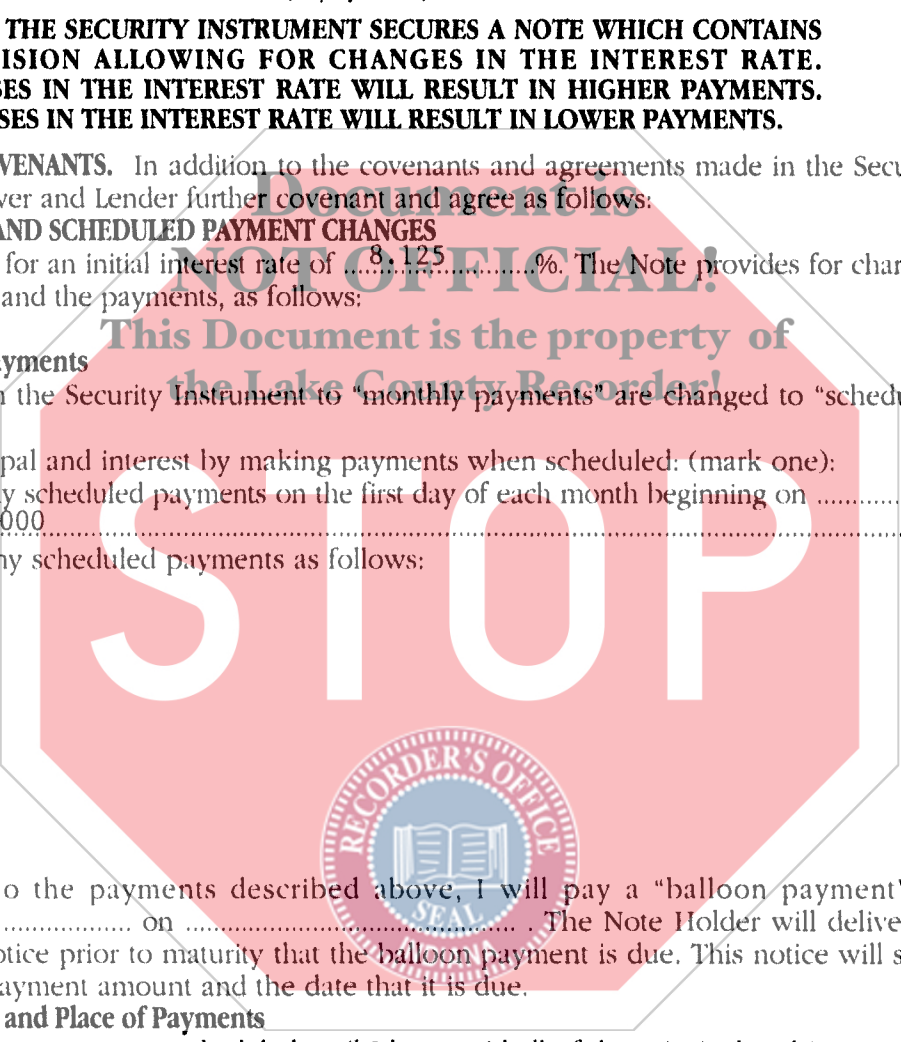 THE SECURITY INSTRUMENT SECURES A NOTE WHICH CONTAINS
ISION ALLOWING FOR CHANGES IN THE INTEREST RATE.
SES IN THE INTEREST RATE WILL RESULT IN HIGHER PAYMENTS.
SES IN THE INTEREST RATE WILL RESULT IN LOWER PAYMENTS.
VENANTS. In addition to the covenants and agreements made in the Secu
ver and Lender further covenant and agree as follows:
Document is
AND SCHEDULED PAYMENT CHANGES
for an initial interest rate of ....8.125............%. The Note provides for chan
NOT OFFICIAL!
and the payments, as follows:
This Document is the property of
ayments
the Lake County Recorder!
n the Security Instrument to “monthly payments” are changed to “schedu
pal and interest by making payments when scheduled: (mark one):
y scheduled payments on the first day of each month beginning on ............
000
ny scheduled payments as follows:
STOP
RECORDER'S OFFICE
SEAL
INDIANA
o the payments described above, I will pay a “balloon payment”
.................. on .............................................. . The Note Holder will delive
otice prior to maturity that the balloon payment is due. This notice will s
ayment amount and the date that it is due.
and Place of Payments